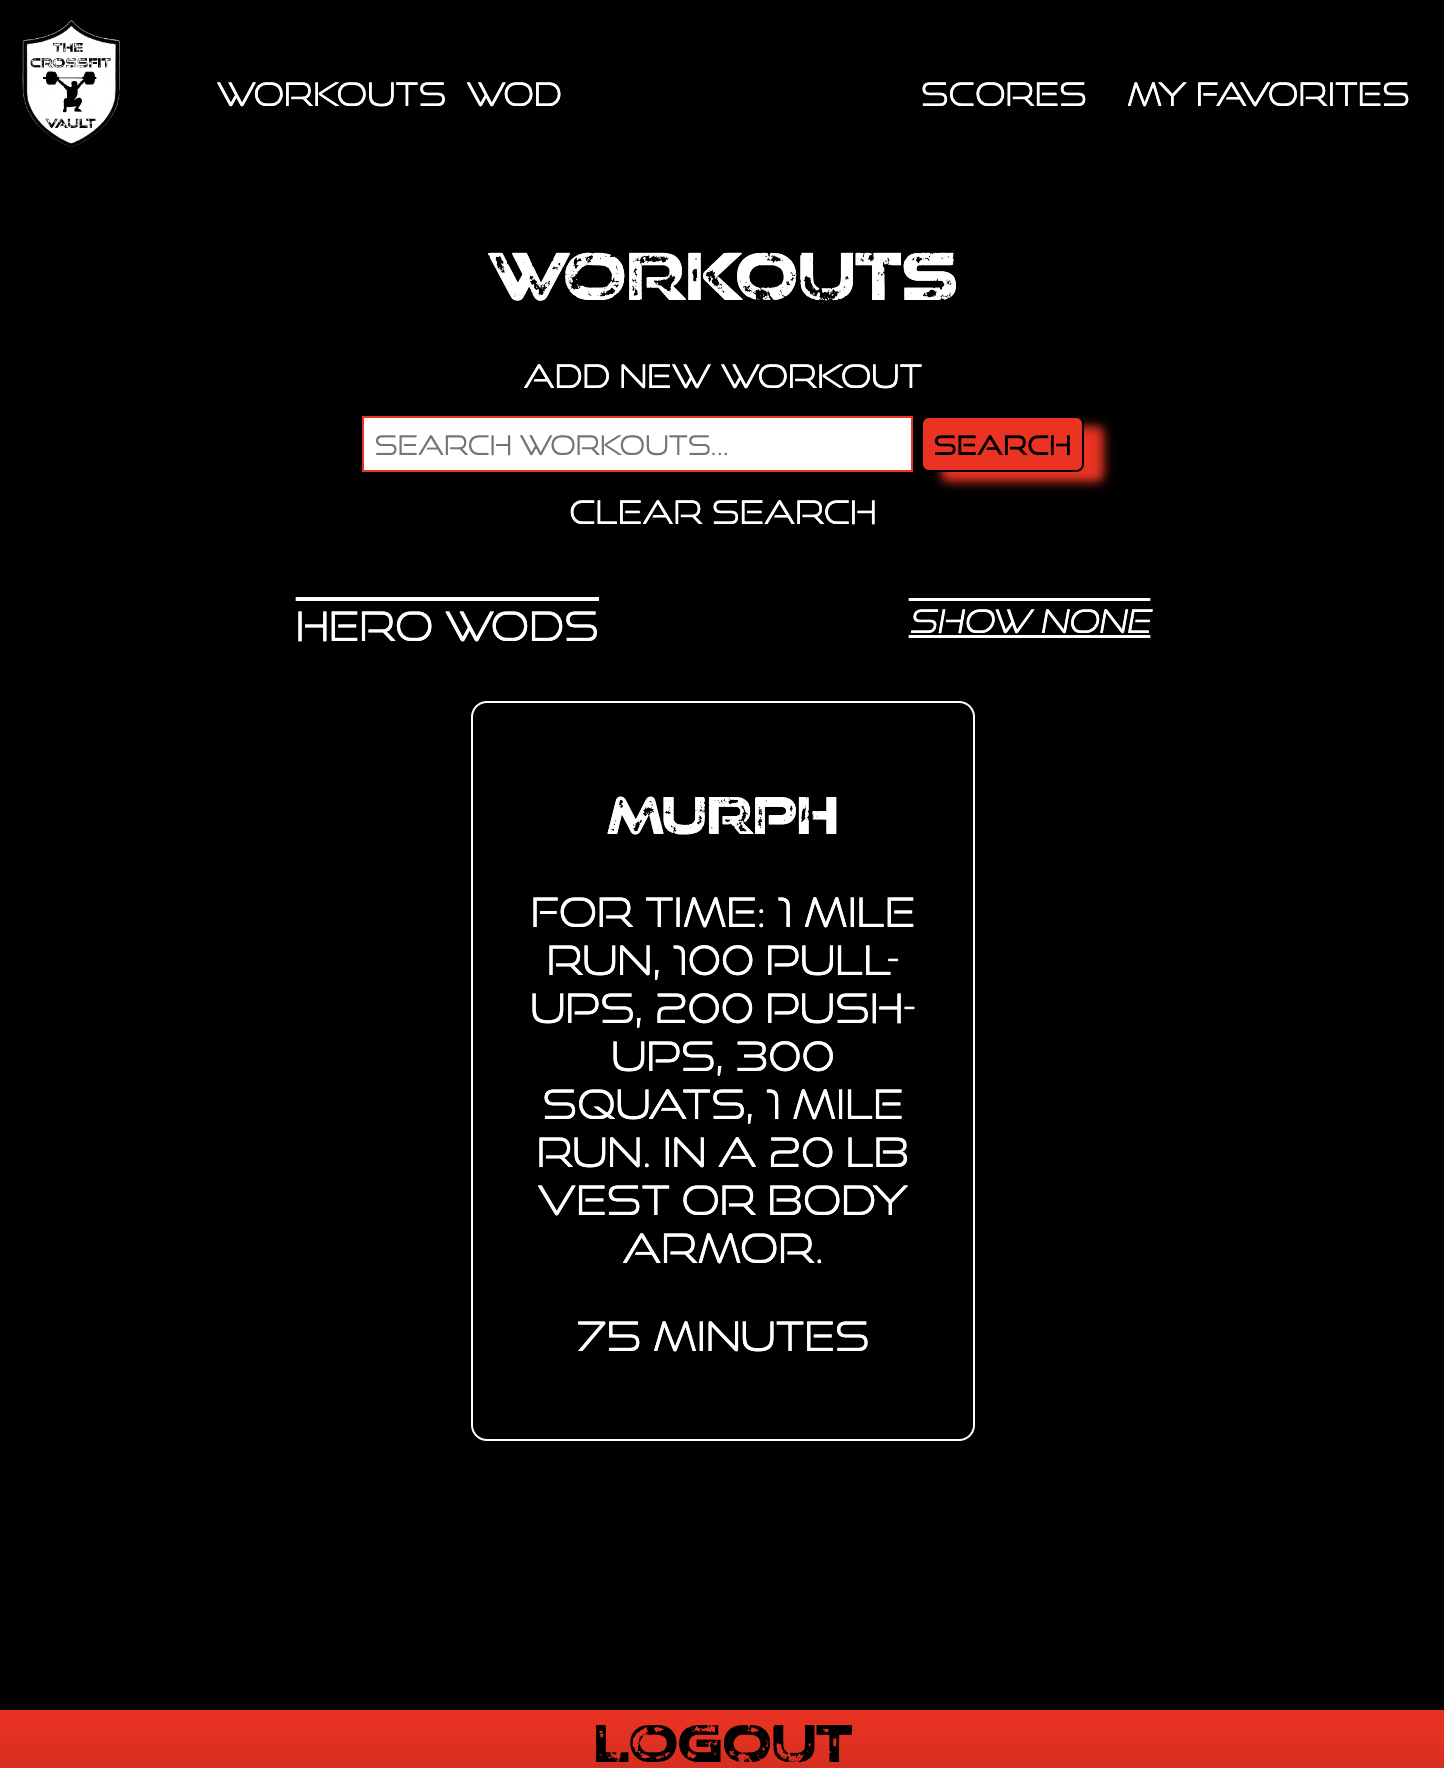 THE
CROSSFIT
VAULT
WORKOUTS WOD SCORES MY FAVORITES
WORKOUTS
ADD NEW WORKOUT
SEARCH WORKOUTS... SEARCH
CLEAR SEARCH
HERO WODS SHOW NONE
MURPH
FOR TIME: 1 MILE
RUN, 100 PULL-
UPS, 200 PUSH-
UPS, 300
SQUATS, 1 MILE
RUN. IN A 20 LB
VEST OR BODY
ARMOR.
75 MINUTES
LOGOUT